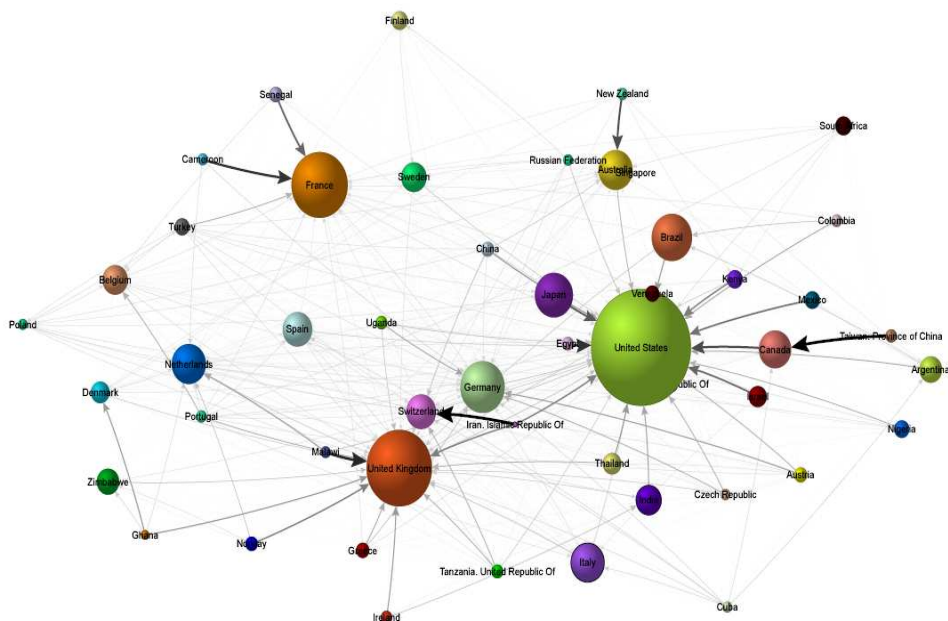 Finland
Senegal
New Zealand
South Africa
Cameroon
Russian Federation
France
Sweden
Australia
Singapore
Turkey
Colombia
China
Brazil
Belgium
Korea
Japan
Venezuela
Mexico
Poland
Uganda
Spain
Egypt
United States
Canada
Taiwan. Province of China
Netherlands
Argentina
Denmark
Germany
public Of
Israel
Portugal
Switzerland
Iran. Islamic Republic Of
Nigeria
Malawi
United Kingdom
Thailand
Zimbabwe
Austria
India
Czech Republic
Ghana
Norway
Greece
Italy
Tanzania. United Republic Of
Ireland
Cuba